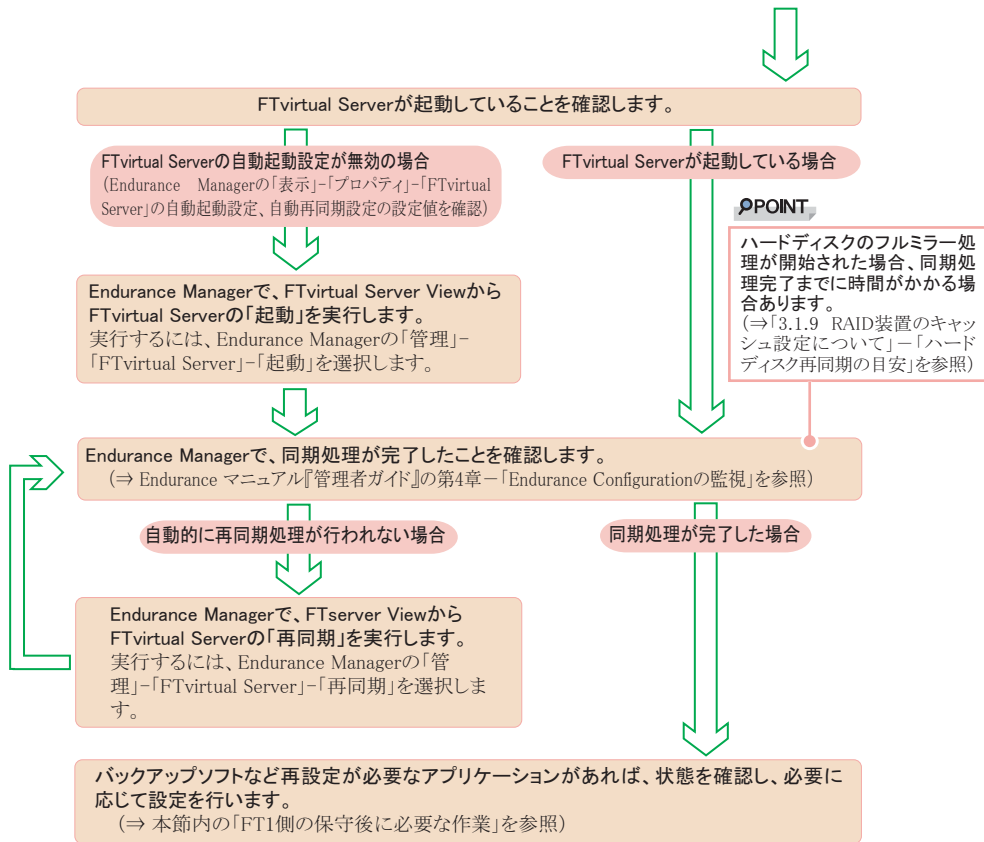 FTvirtual Serverが起動していることを確認します。
FTvirtual Serverの自動起動設定が無効の場合
（Endurance Managerの「表示」-「プロパティ」-「FTvirtual
Server」の自動起動設定、自動再同期設定の設定値を確認）
FTvirtual Serverが起動している場合
POINT
ハードディスクのフルミラー処
理が開始された場合、同期処
理完了までに時間がかかる場
合あります。
（⇒「3.1.9 RAID装置のキャッ
シュ設定について」－「ハード
ディスク再同期の目安」を参照）
Endurance Managerで、FTvirtual Server Viewから
FTvirtual Serverの「起動」を実行します。
実行するには、Endurance Managerの「管理」-
「FTvirtual Server」-「起動」を選択します。
Endurance Managerで、同期処理が完了したことを確認します。
（⇒ Endurance マニュアル『管理者ガイド』の第4章－「Endurance Configurationの監視」を参照）
自動的に再同期処理が行われない場合
同期処理が完了した場合
Endurance Managerで、FTserver Viewから
FTvirtual Serverの「再同期」を実行します。
実行するには、Endurance Managerの「管
理」-「FTvirtual Server」-「再同期」を選択しま
す。
バックアップソフトなど再設定が必要なアプリケーションがあれば、状態を確認し、必要に
応じて設定を行います。
（⇒ 本節内の「FT1側の保守後に必要な作業」を参照）